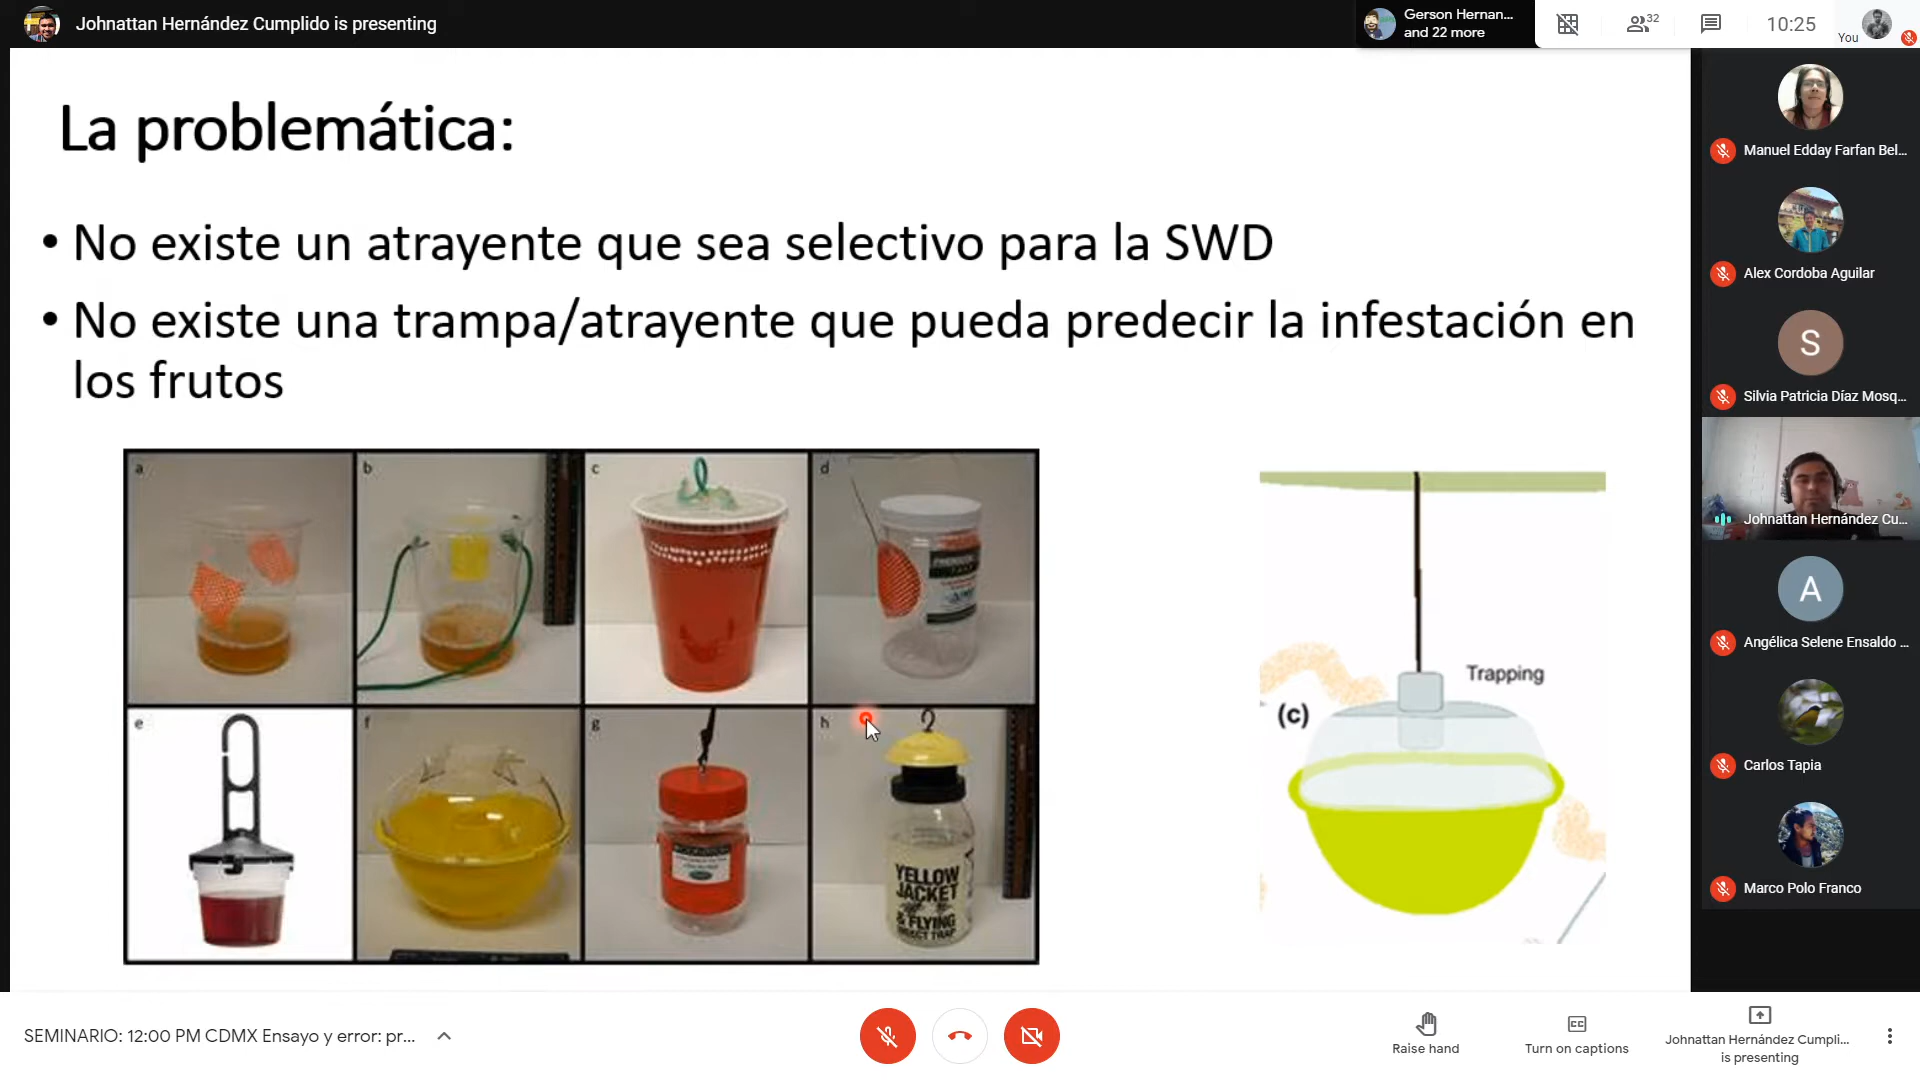 Johnattan Hernández Cumplido is presenting
Gerson Hernan...
and 22 more
32
10:25
You
La problemática:
• No existe un atrayente que sea selectivo para la SWD
• No existe una trampa/atrayente que pueda predecir la infestación en
los frutos
a
b
c
d
e
f
g
h
YELLOW
JACKET
& FLYING
INSECT TRAP
Trapping
(c)
Manuel Edday Farfan Bel...
Alex Cordoba Aguilar
S
Silvia Patricia Díaz Mosq...
Johnattan Hernández Cu...
A
Angélica Selene Ensaldo ...
Carlos Tapia
Marco Polo Franco
SEMINARIO: 12:00 PM CDMX Ensayo y error: pr...
Raise hand
CC
Turn on captions
Johnattan Hernández Cumpli...
is presenting